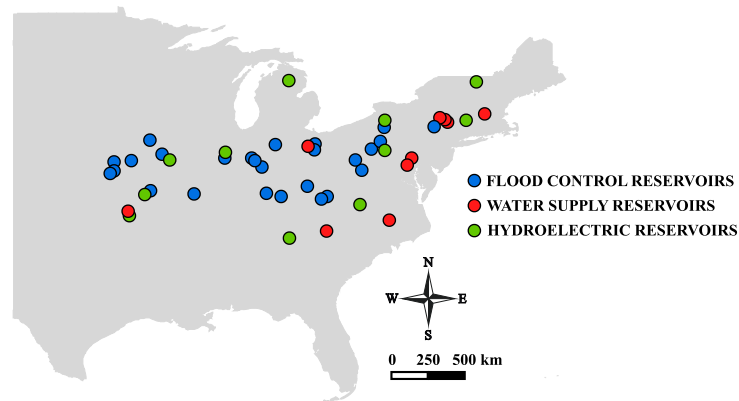 FLOOD CONTROL RESERVOIRS
WATER SUPPLY RESERVOIRS
HYDROELECTRIC RESERVOIRS
N
W E
S
0 250 500 km